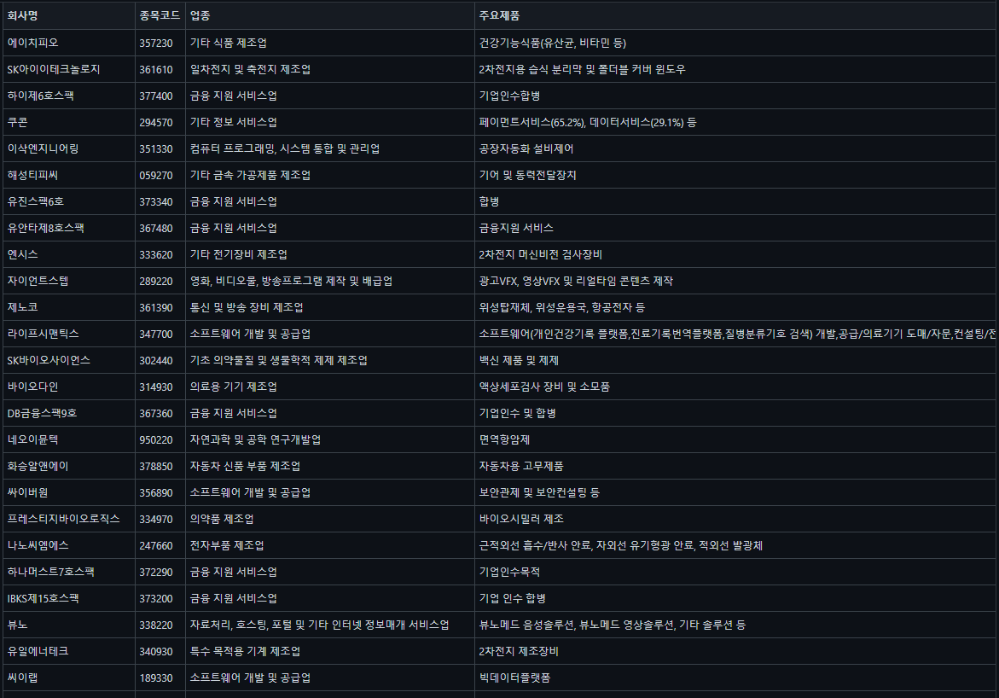 회사명 종목코드 업종 주요제품
에이치피오 357230 기타 식품 제조업 건강기능식품(유산균, 비타민 등)
SK아이이테크놀로지 361610 일차전지 및 축전지 제조업 2차전지용 습식 분리막 및 폴더블 커버 윈도우
하이제6호스팩 377400 금융 지원 서비스업 기업인수합병
쿠콘 294570 기타 정보 서비스업 페이먼트서비스(65.2%), 데이터서비스(29.1%) 등
이삭엔지니어링 351330 컴퓨터 프로그래밍, 시스템 통합 및 관리업 공장자동화 설비제어
해성티피씨 059270 기타 금속 가공제품 제조업 기어 및 동력전달장치
유진스팩6호 373340 금융 지원 서비스업 합병
유안타제8호스팩 367480 금융 지원 서비스업 금융지원 서비스
엔시스 333620 기타 전기장비 제조업 2차전지 머신비전 검사장비
자이언트스텝 289220 영화, 비디오물, 방송프로그램 제작 및 배급업 광고VFX, 영상VFX 및 리얼타임 콘텐츠 제작
제노코 361390 통신 및 방송 장비 제조업 위성탑재체, 위성운용국, 항공전자 등
라이프시맨틱스 347700 소프트웨어 개발 및 공급업 소프트웨어(개인건강기록 플랫폼,진료기록번역플랫폼,질병분류기호 검색) 개발,공급/의료기기 도매/자문,컨설팅/전
SK바이오사이언스 302440 기초 의약물질 및 생물학적 제제 제조업 백신 제품 및 제제
바이오다인 314930 의료용 기기 제조업 액상세포검사 장비 및 소모품
DB금융스팩9호 367360 금융 지원 서비스업 기업인수 및 합병
네오이뮨텍 950220 자연과학 및 공학 연구개발업 면역항암제
화승알앤에이 378850 자동차 신품 부품 제조업 자동차용 고무제품
싸이버원 356890 소프트웨어 개발 및 공급업 보안관제 및 보안컨설팅 등
프레스티지바이오로직스 334970 의약품 제조업 바이오시밀러 제조
나노씨엠에스 247660 전자부품 제조업 근적외선 흡수/반사 안료, 자외선 유기형광 안료, 적외선 발광체
하나머스트7호스팩 372290 금융 지원 서비스업 기업인수목적
IBKS제15호스팩 373200 금융 지원 서비스업 기업 인수 합병
뷰노 338220 자료처리, 호스팅, 포털 및 기타 인터넷 정보매개 서비스업 뷰노메드 음성솔루션, 뷰노메드 영상솔루션, 기타 솔루션 등
유일에너테크 340930 특수 목적용 기계 제조업 2차전지 제조장비
씨이랩 189330 소프트웨어 개발 및 공급업 빅데이터플랫폼